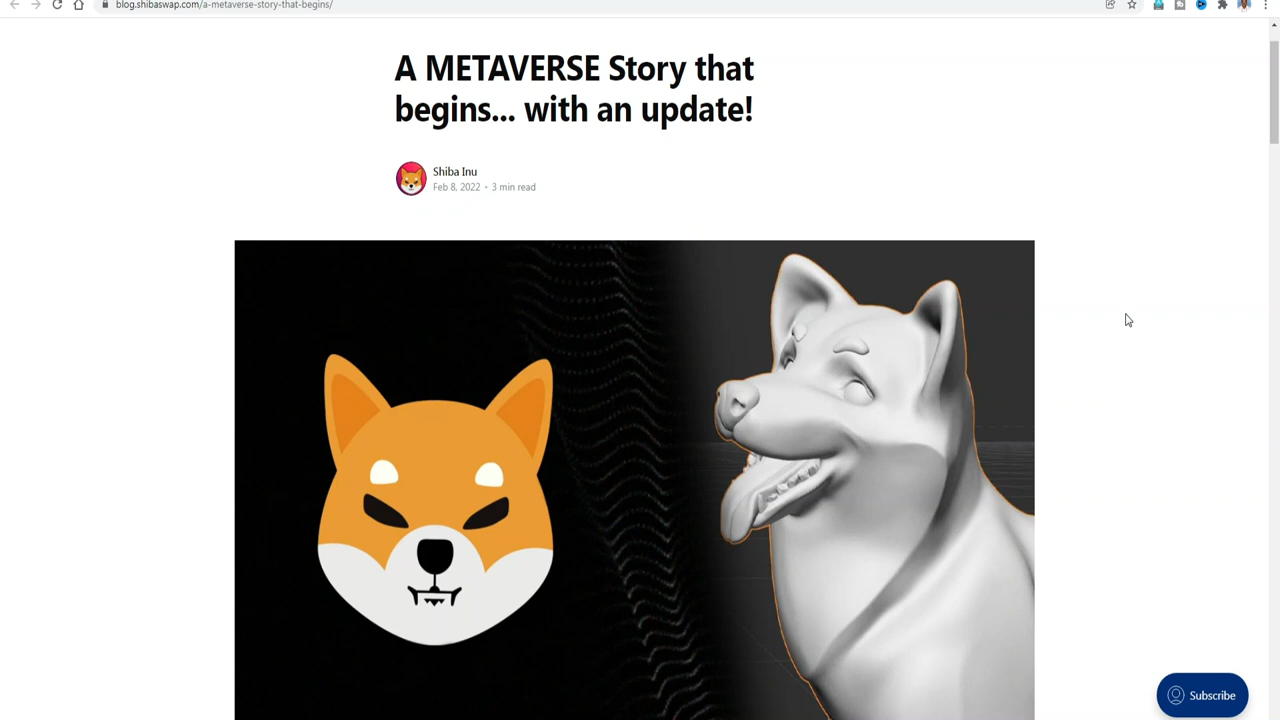 blog.shibaswap.com/a-metaverse-story-that-begins/
A METAVERSE Story that
begins... with an update!
Shiba Inu
Feb 8, 2022 • 3 min read
Subscribe